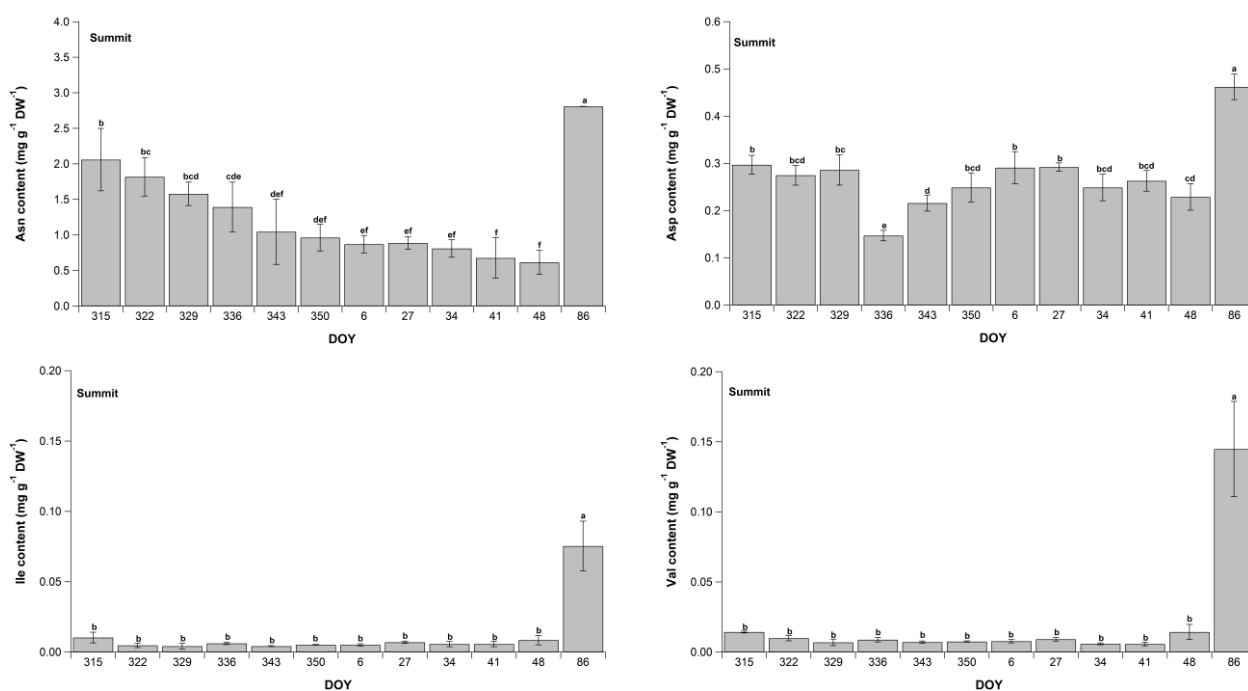 4.0
Summit
3.5
3.0
2.5
2.0
1.5
1.0
0.5
0.0
Asn content (mg g⁻¹ DW⁻¹)
b bc bcd cde def def ef ef ef f f a
315 322 329 336 343 350 6 27 34 41 48 86
DOY
0.6
Summit
0.5
0.4
0.3
0.2
0.1
0.0
Asp content (mg g⁻¹ DW⁻¹)
b bcd bc e d bcd b b bcd bcd cd a
315 322 329 336 343 350 6 27 34 41 48 86
DOY
0.20
Summit
0.15
0.10
0.05
0.00
Ile content (mg g⁻¹ DW⁻¹)
b b b b b b b b b b b a
315 322 329 336 343 350 6 27 34 41 48 86
DOY
0.20
Summit
0.15
0.10
0.05
0.00
Val content (mg g⁻¹ DW⁻¹)
b b b b b b b b b b b a
315 322 329 336 343 350 6 27 34 41 48 86
DOY